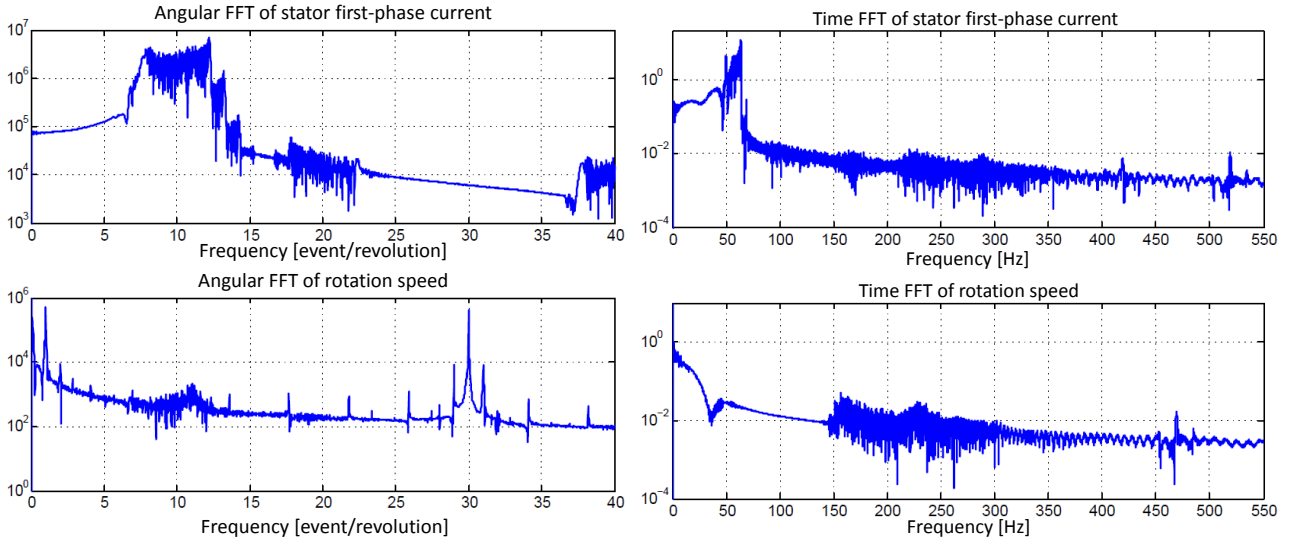 Angular FFT of stator first-phase current
10^7
10^6
10^5
10^4
10^3
0 5 10 15 20 25 30 35 40
Frequency [event/revolution]
Time FFT of stator first-phase current
10^0
10^-2
10^-4
0 50 100 150 200 250 300 350 400 450 500 550
Frequency [Hz]
Angular FFT of rotation speed
10^6
10^4
10^2
10^0
0 5 10 15 20 25 30 35 40
Frequency [event/revolution]
Time FFT of rotation speed
10^0
10^-2
10^-4
0 50 100 150 200 250 300 350 400 450 500 550
Frequency [Hz]